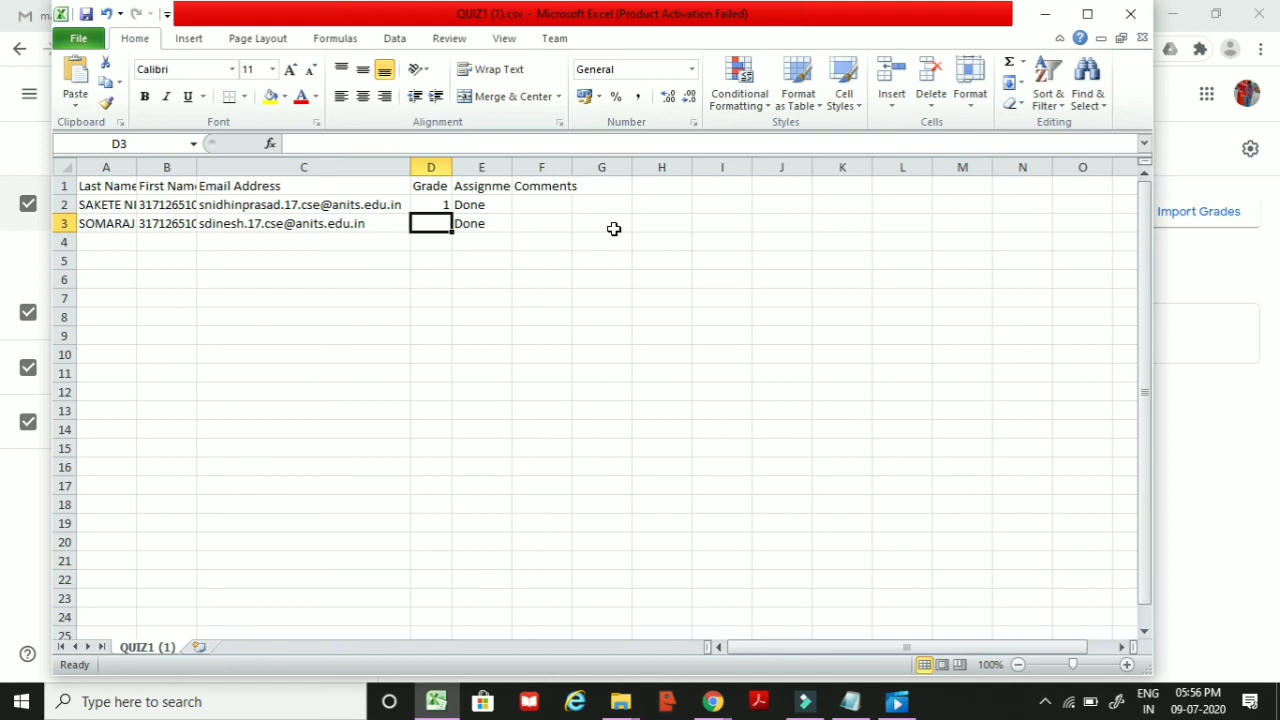 QUIZ1 (1).csv - Microsoft Excel (Product Activation Failed)
File Home Insert Page Layout Formulas Data Review View Team
Paste
Clipboard
Calibri 11
B I U A
Font
Wrap Text
Merge & Center
Alignment
General
% ,
Number
Conditional Formatting
Format as Table
Cell Styles
Styles
Insert Delete Format
Cells
Σ
Sort & Filter
Find & Select
Editing
D3 fx
A B C D E F G H I J K L M N O
1 Last Name First Name Email Address Grade Assignme Comments
2 SAKETE NI 317126510 snidhinprasad.17.cse@anits.edu.in 1 Done
3 SOMARAJ 317126510 sdinesh.17.cse@anits.edu.in Done
4
5
6
7
8
9
10
11
12
13
14
15
16
17
18
19
20
21
22
23
24
25
Import Grades
QUIZ1 (1)
Ready 100%
Type here to search
ENG
IN
05:56 PM
09-07-2020